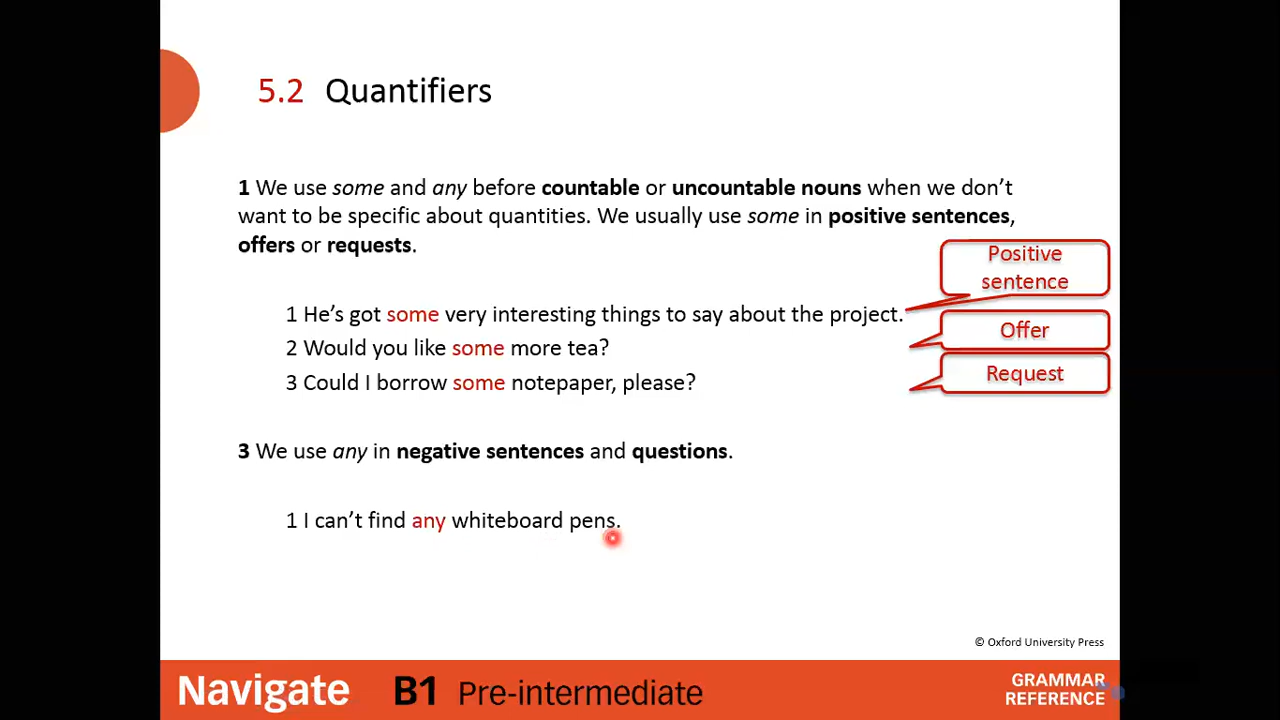 5.2 Quantifiers
1 We use some and any before countable or uncountable nouns when we don’t
want to be specific about quantities. We usually use some in positive sentences,
offers or requests.
Positive
sentence
1 He’s got some very interesting things to say about the project.
Offer
2 Would you like some more tea?
Request
3 Could I borrow some notepaper, please?
3 We use any in negative sentences and questions.
1 I can’t find any whiteboard pens.
© Oxford University Press
Navigate B1 Pre-intermediate
GRAMMAR
REFERENCE